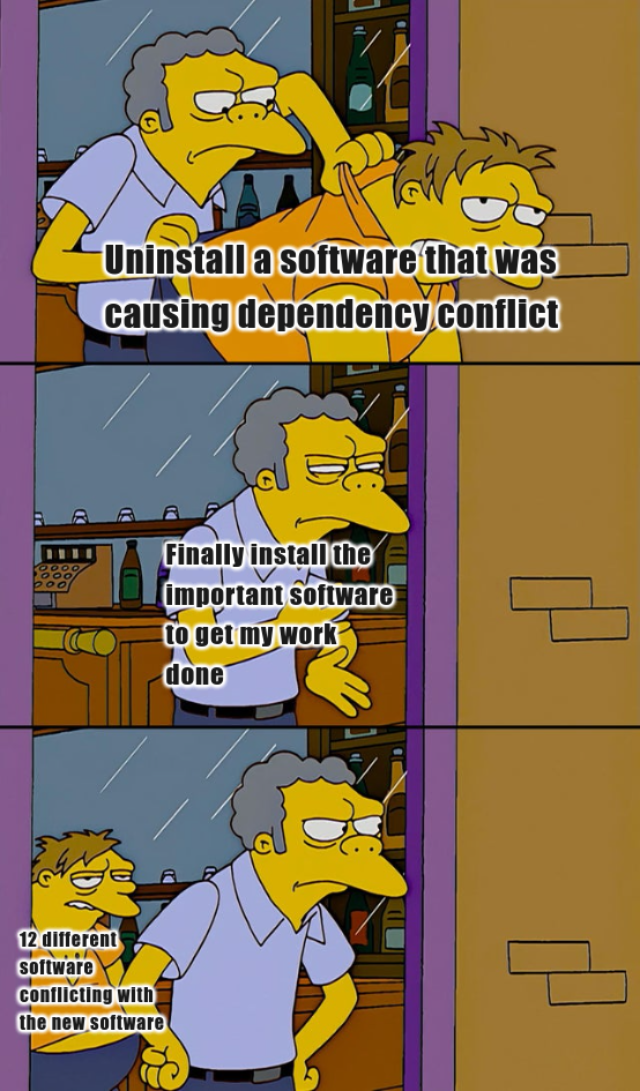 Uninstall a software that was
causing dependency conflict
Finally install the
important software
to get my work
done
12 different
software
conflicting with
the new software